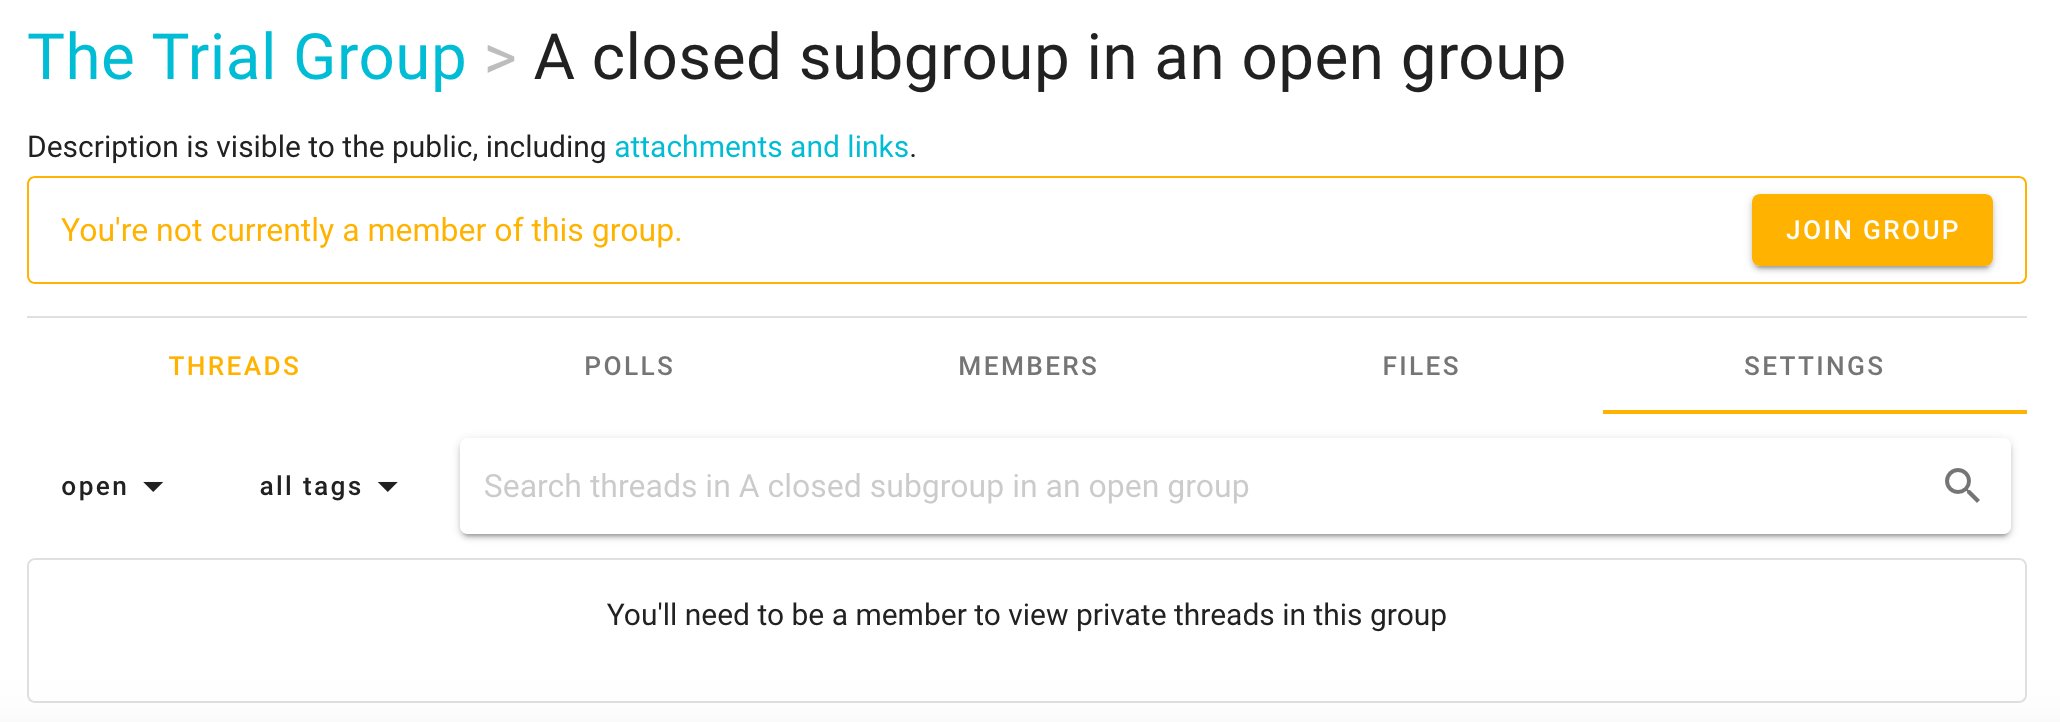 The Trial Group > A closed subgroup in an open group
Description is visible to the public, including attachments and links.
You're not currently a member of this group.
JOIN GROUP
THREADS POLLS MEMBERS FILES SETTINGS
open all tags Search threads in A closed subgroup in an open group
You'll need to be a member to view private threads in this group